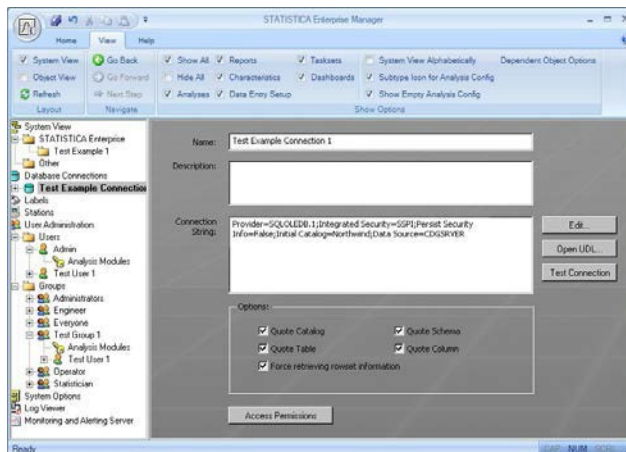 STATISTICA Enterprise Manager
Home View Help
System View Go Back Show All Reports Tasksets System View Alphabetically Dependent Object Options
Object View Go Forward Hide All Characteristics Dashboards Subtype Icon for Analysis Config
Refresh Next Step Analyses Data Entry Setup Show Empty Analysis Config
Layout Navigate Show Options
System View
STATISTICA Enterprise
Test Example 1
Other
Database Connections
Test Example Connection
Labels
Stations
User Administration
Users
Admin
Analysis Modules
Test User 1
Groups
Administrators
Engineer
Everyone
Test Group 1
Analysis Modules
Test User 1
Operator
Statistician
System Options
Log Viewer
Monitoring and Alerting Server
Name: Test Example Connection 1
Description:
Connection String:
Provider=SQLOLEDB.1;Integrated Security=SSPI;Persist Security
Info=False;Initial Catalog=Northwind;Data Source=CDGSRVER
Edit...
Open UDL...
Test Connection
Options:
Quote Catalog Quote Schema
Quote Table Quote Column
Force retrieving rowset information
Access Permissions
Ready CAP NUM SCRL